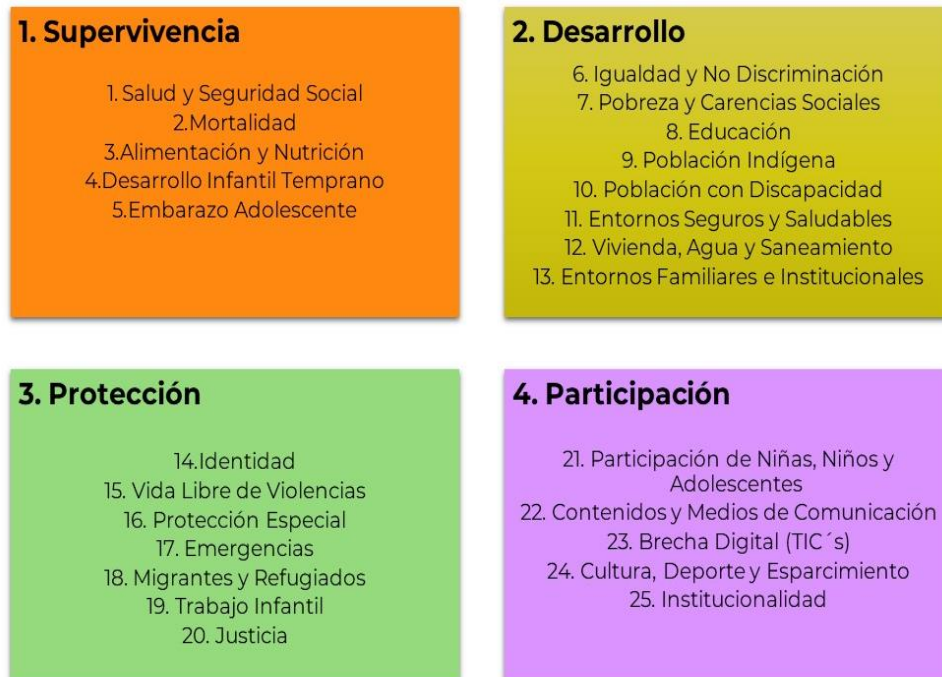 1. Supervivencia
1. Salud y Seguridad Social
2.Mortalidad
3.Alimentación y Nutrición
4.Desarrollo Infantil Temprano
5.Embarazo Adolescente
2. Desarrollo
6. Igualdad y No Discriminación
7. Pobreza y Carencias Sociales
8. Educación
9. Población Indígena
10. Población con Discapacidad
11. Entornos Seguros y Saludables
12. Vivienda, Agua y Saneamiento
13. Entornos Familiares e Institucionales
3. Protección
14.Identidad
15. Vida Libre de Violencias
16. Protección Especial
17. Emergencias
18. Migrantes y Refugiados
19. Trabajo Infantil
20. Justicia
4. Participación
21. Participación de Niñas, Niños y
Adolescentes
22. Contenidos y Medios de Comunicación
23. Brecha Digital (TIC´s)
24. Cultura, Deporte y Esparcimiento
25. Institucionalidad